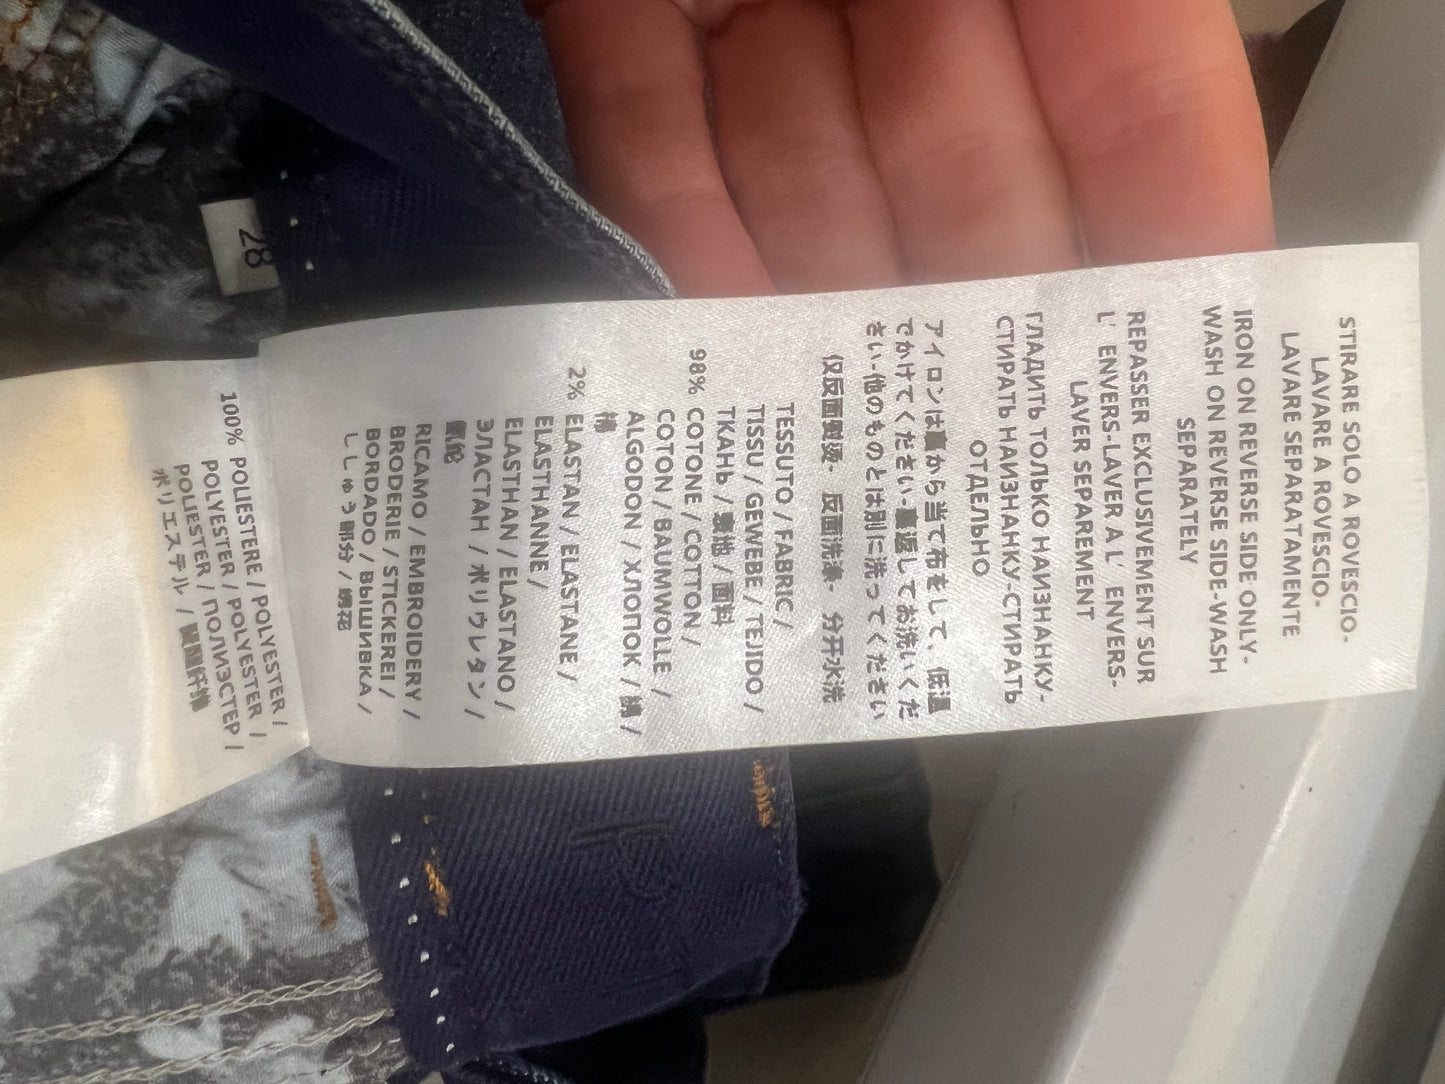 STIRARE SOLO A ROVESCIO-
LAVARE A ROVESCIO-
LAVARE SEPARATAMENTE
IRON ON REVERSE SIDE ONLY-
WASH ON REVERSE SIDE-WASH
SEPARATELY
REPASSER EXCLUSIVEMENT SUR
L' ENVERS-LAVER A L' ENVERS-
LAVER SEPAREMENT
ГЛАДИТЬ ТОЛЬКО НАИЗНАНКУ-
СТИРАТЬ НАИЗНАНКУ-СТИРАТЬ
ОТДЕЛЬНО
アイロンは裏から当て布をして、低温
でかけてください-裏返してお洗いくだ
さい-他のものとは別に洗ってください
仅反面熨烫- 反面洗涤- 分开水洗
TESSUTO / FABRIC /
TISSU / GEWEBE / TEJIDO /
ТКАНЬ / 表地 / 面料
98% COTONE / COTTON /
COTON / BAUMWOLLE /
ALGODON / ХЛОПОК / 綿 /
棉
2% ELASTAN / ELASTANE /
ELASTHANNE /
ELASTHAN / ELASTANO /
ЭЛАСТАН / ポリウレタン /
氨纶
RICAMO / EMBROIDERY /
BRODERIE / STICKEREI /
BORDADO / ВЫШИВКА /
ししゅう部分 / 绣花
100% POLIESTERE / POLYESTER /
POLYESTER / POLYESTER /
POLIESTER / ПОЛИЭСТЕР /
ポリエステル / 聚酯纤维
28